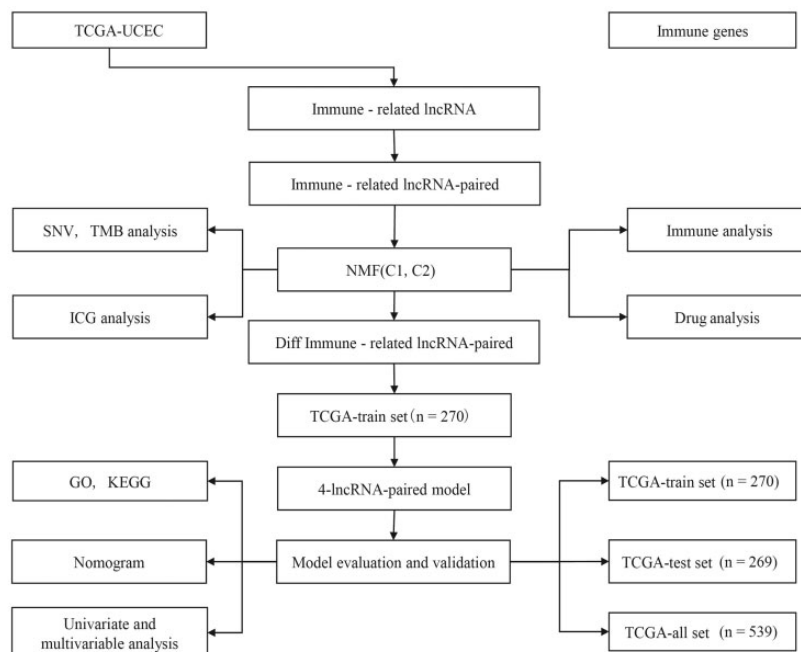 TCGA-UCEC
Immune genes
Immune - related lncRNA
Immune - related lncRNA-paired
SNV, TMB analysis
Immune analysis
NMF(C1, C2)
ICG analysis
Drug analysis
Diff Immune - related lncRNA-paired
TCGA-train set (n = 270)
GO, KEGG
4-lncRNA-paired model
TCGA-train set (n = 270)
Nomogram
Model evaluation and validation
TCGA-test set (n = 269)
Univariate and
multivariable analysis
TCGA-all set (n = 539)